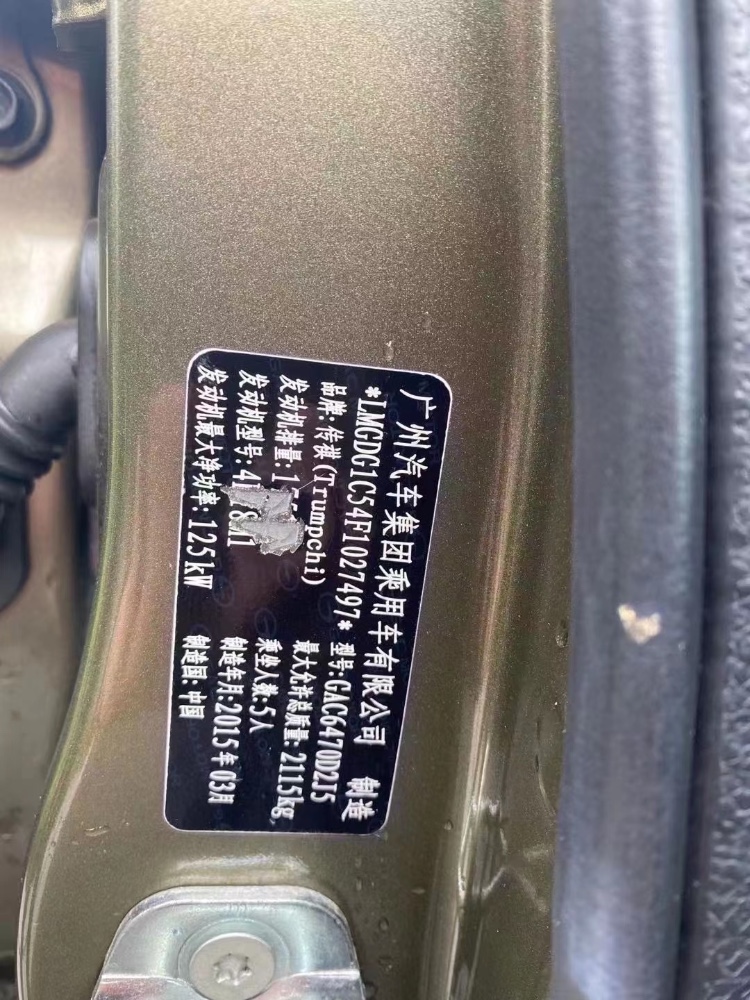 广州汽车集团乘用车有限公司 制造
*LMGDG1C54F1027497* 型号:GAC6470D2J5
品牌:传祺(Trumpchi) 最大允许总质量:2115kg
发动机排量: 乘坐人数:5人
发动机型号: 制造年月:2015年03月
发动机最大净功率:125kW 制造国:中国